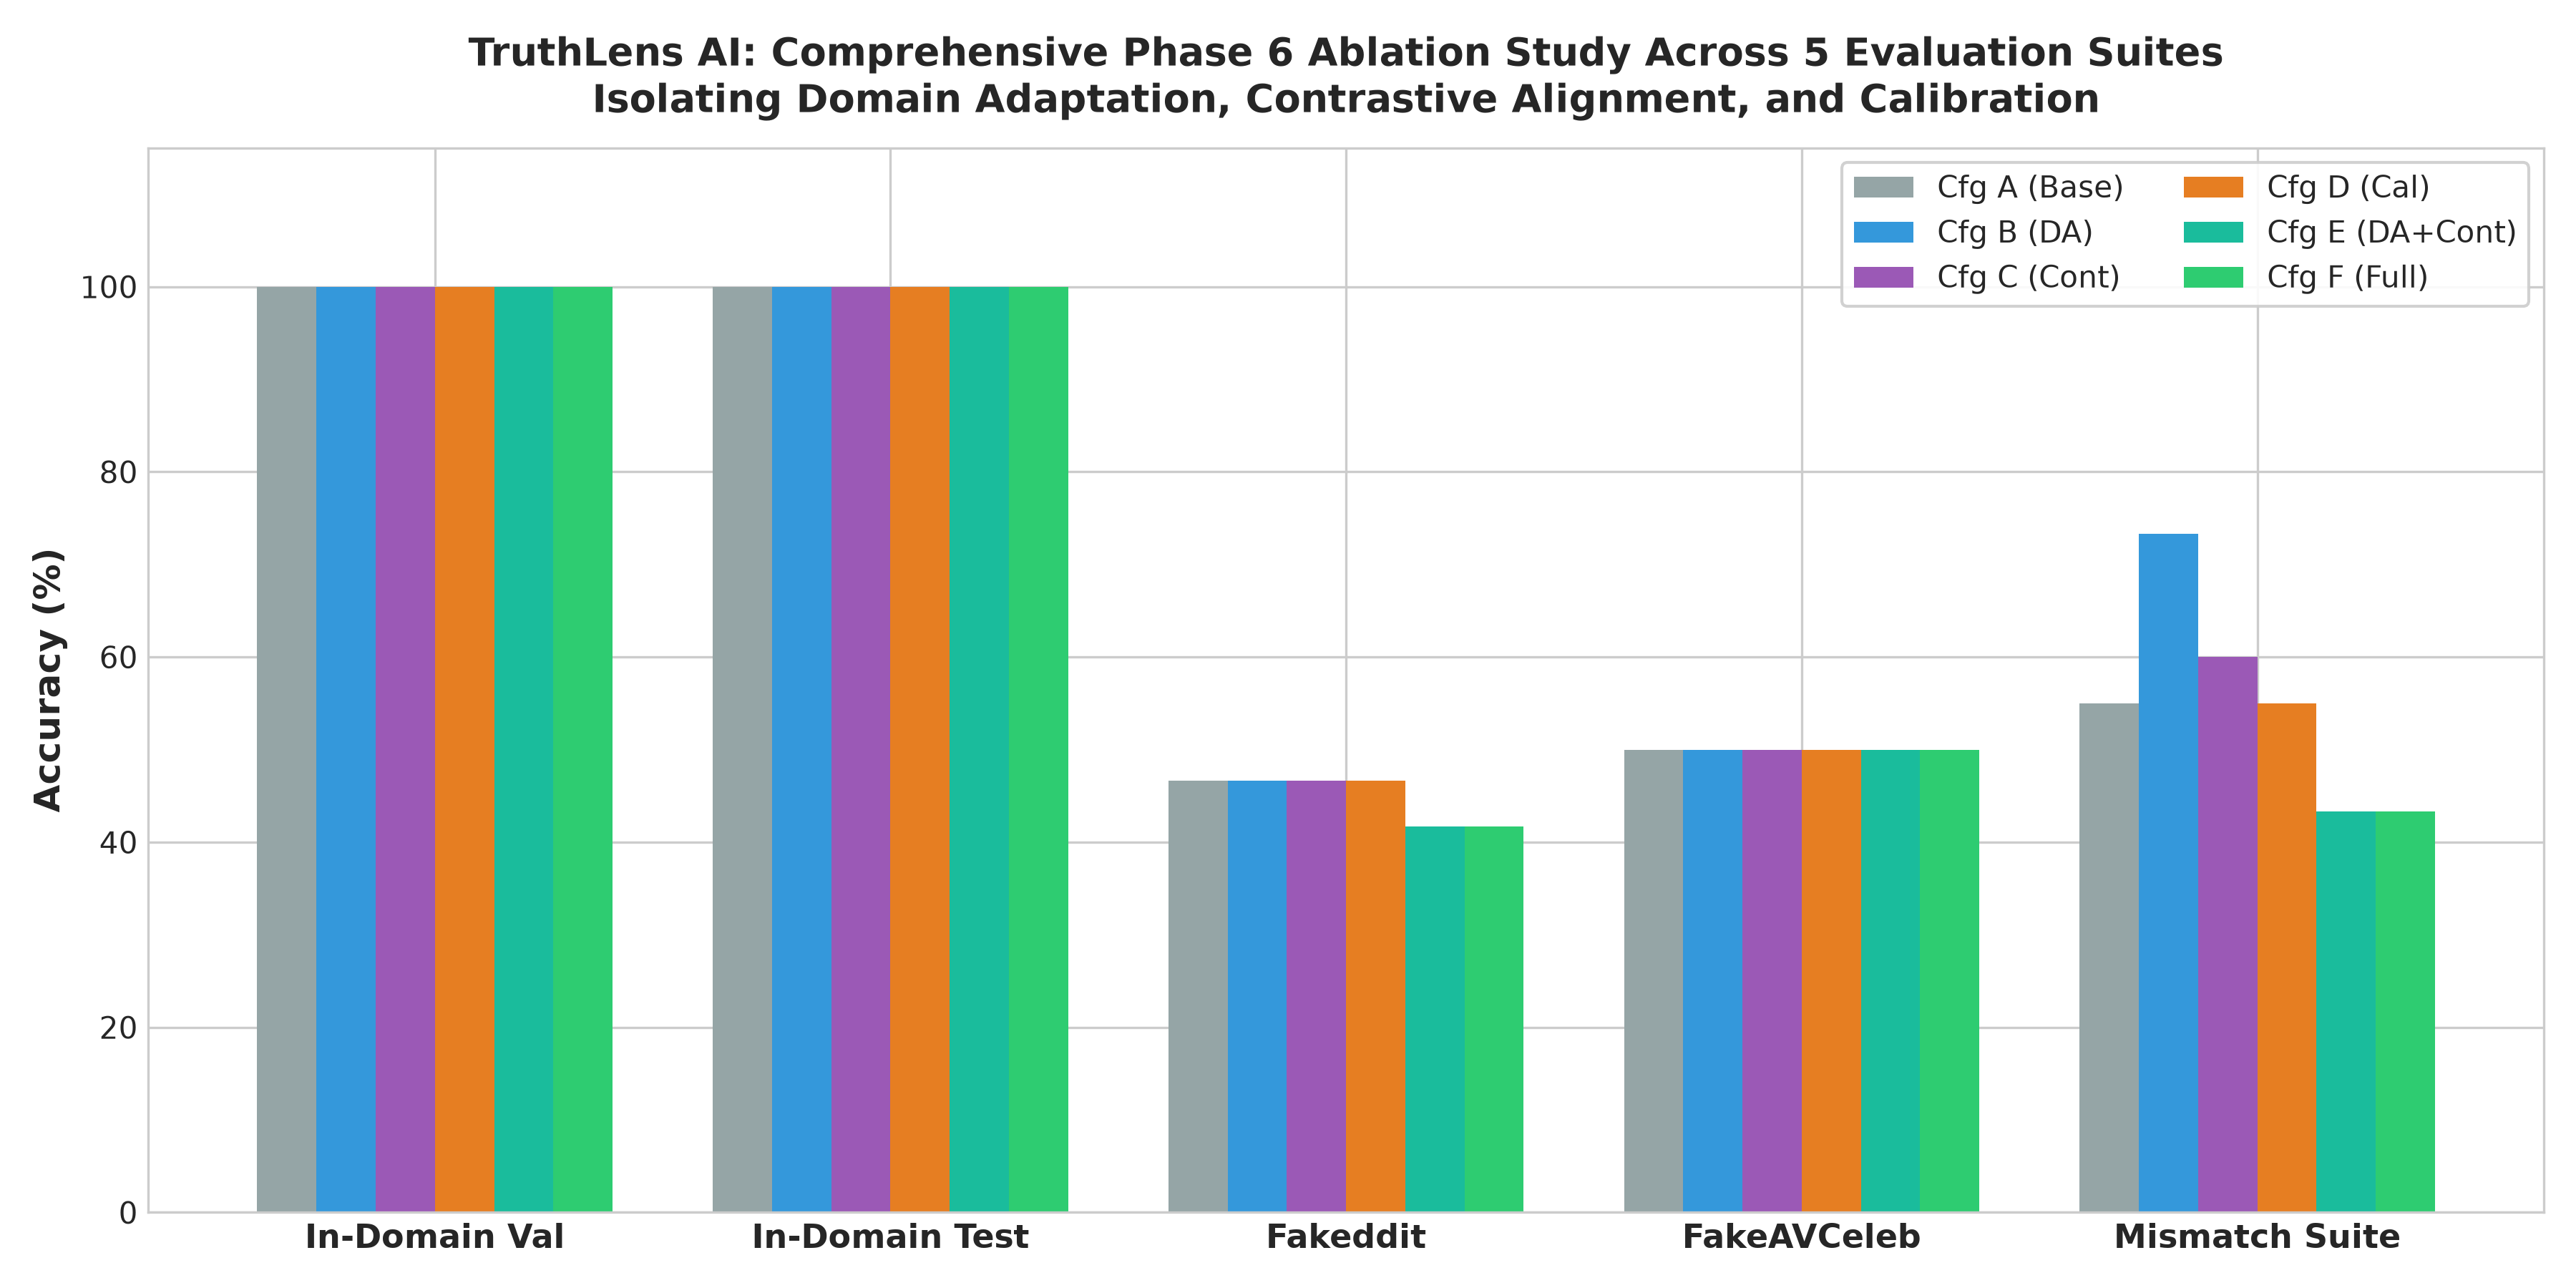 TruthLens AI: Comprehensive Phase 6 Ablation Study Across 5 Evaluation Suites
Isolating Domain Adaptation, Contrastive Alignment, and Calibration
Cfg A (Base)
Cfg B (DA)
Cfg C (Cont)
Cfg D (Cal)
Cfg E (DA+Cont)
Cfg F (Full)
Accuracy (%)
100
80
60
40
20
0
In-Domain Val
In-Domain Test
Fakeddit
FakeAVCeleb
Mismatch Suite